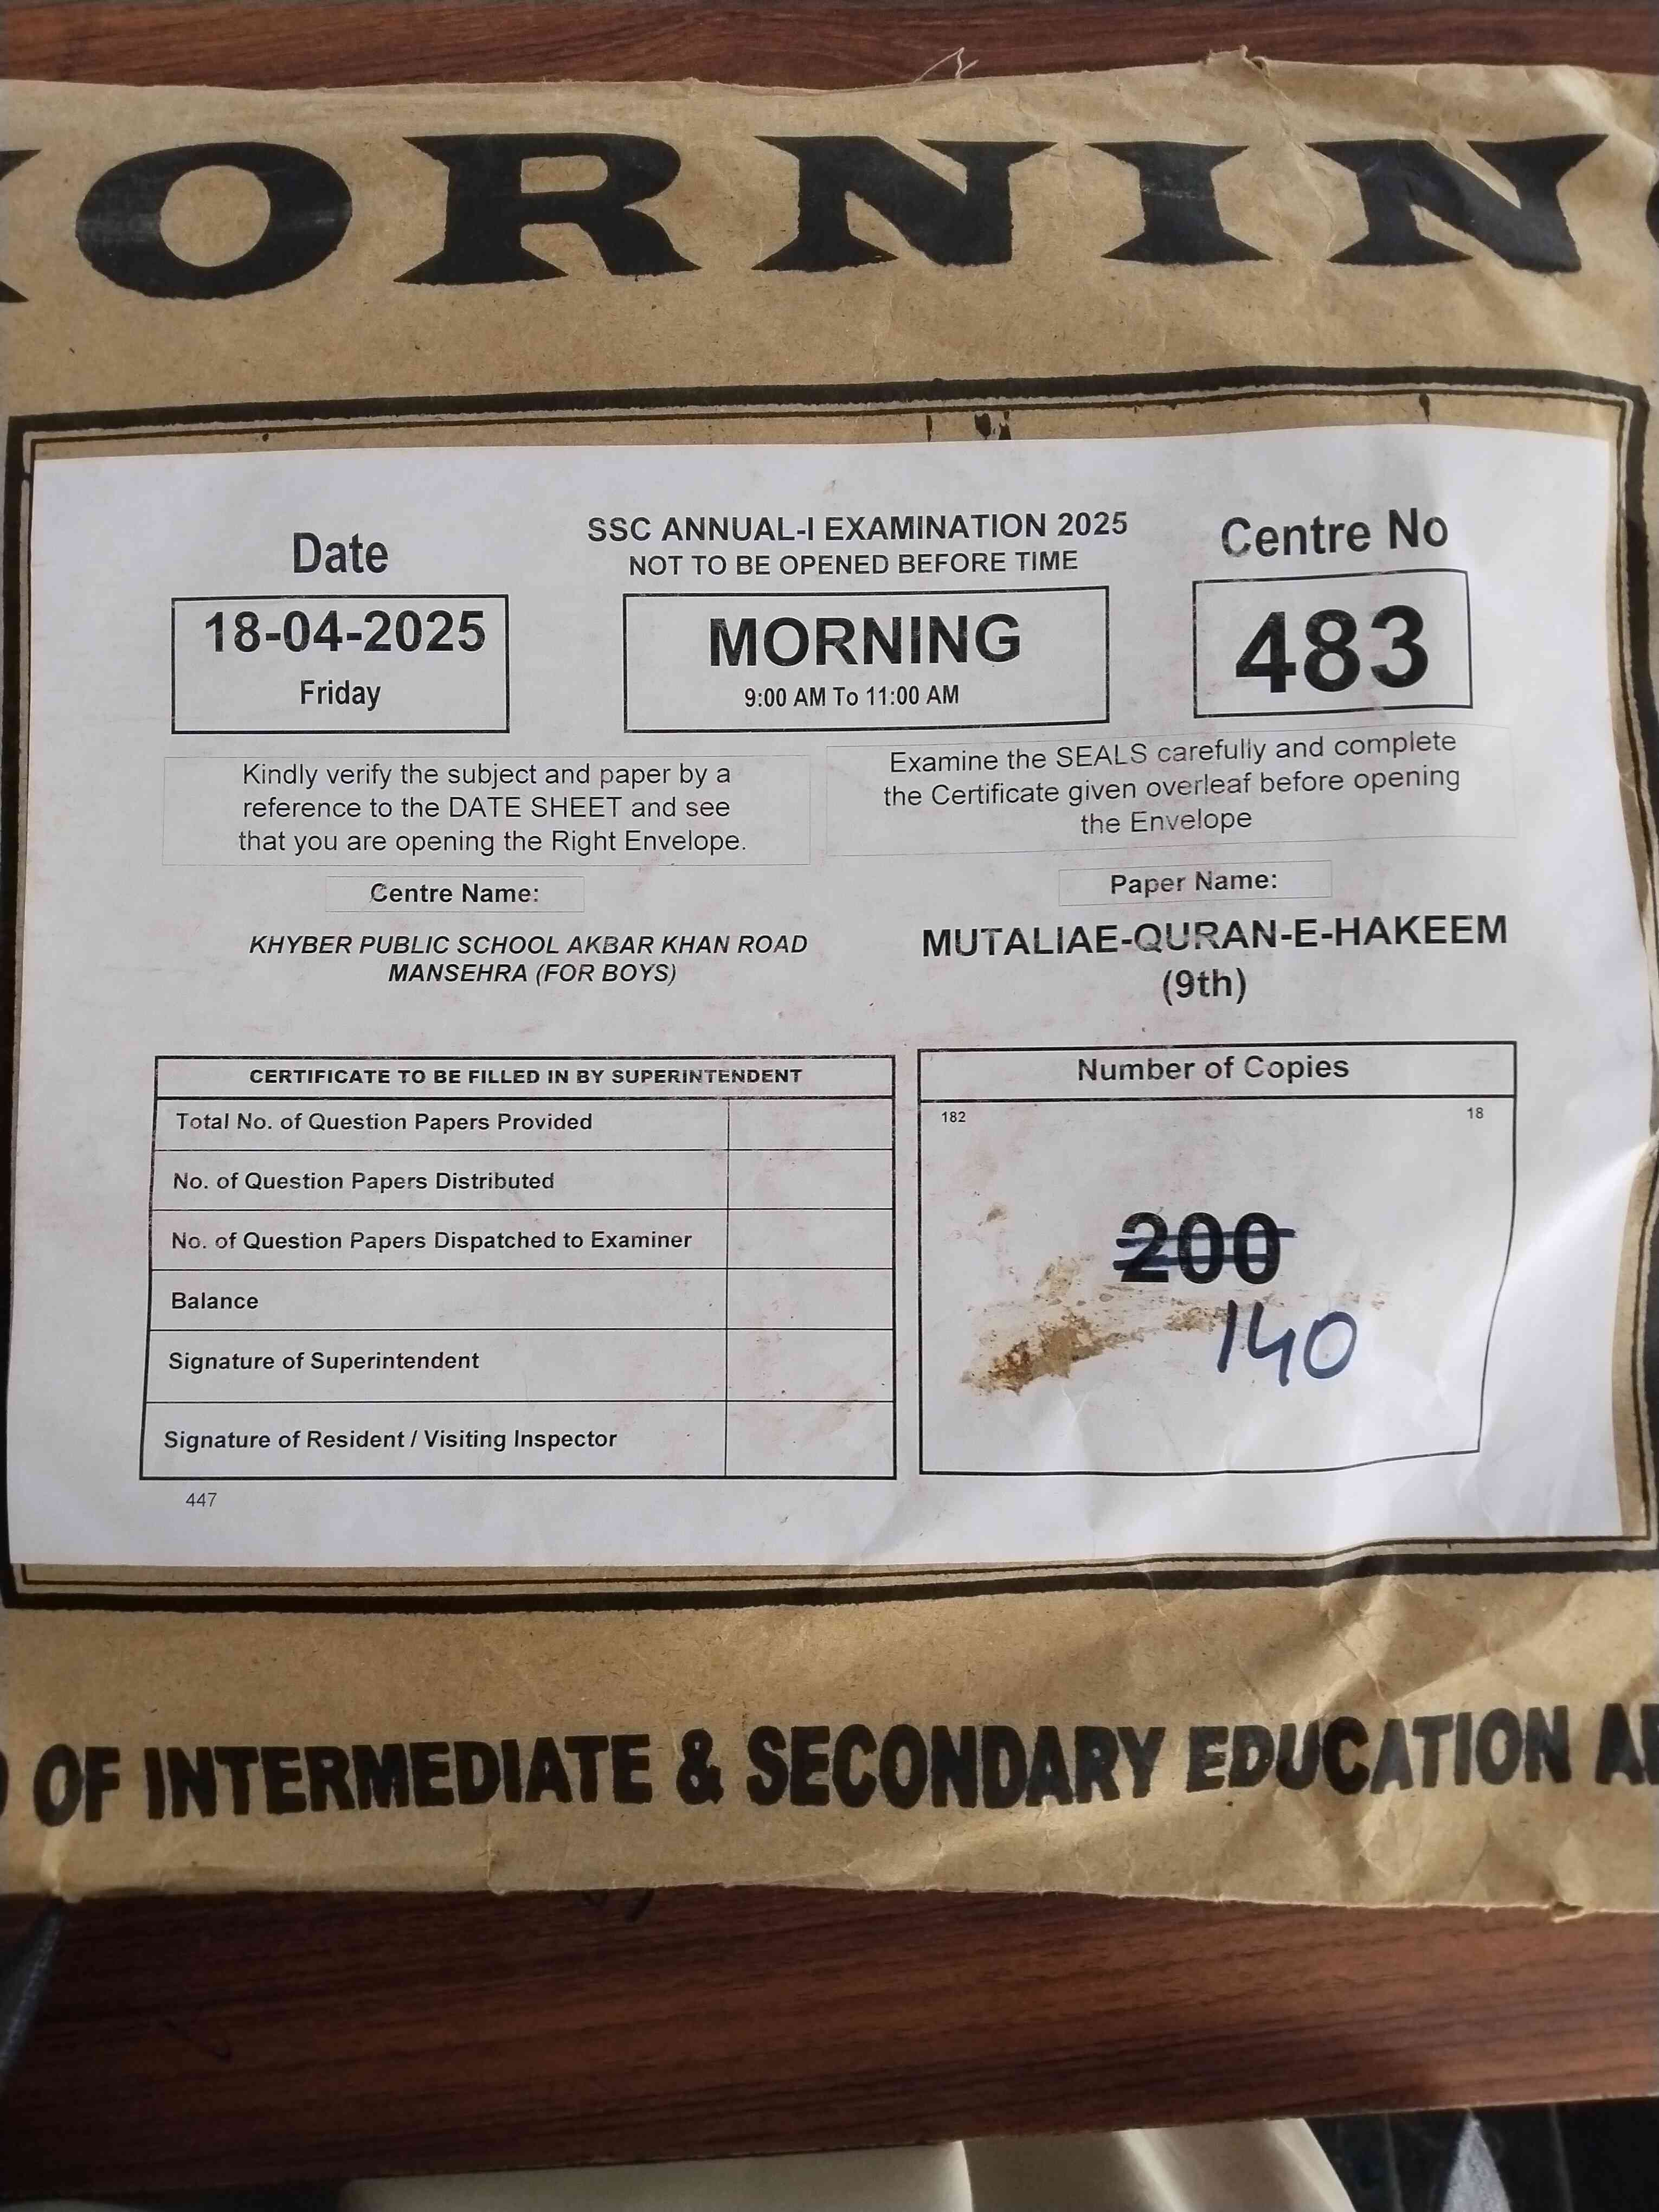 ORNIN
SSC ANNUAL-I EXAMINATION 2025
NOT TO BE OPENED BEFORE TIME
Date
18-04-2025
Friday
MORNING
9:00 AM To 11:00 AM
Centre No
483
Kindly verify the subject and paper by a
reference to the DATE SHEET and see
that you are opening the Right Envelope.
Examine the SEALS carefully and complete
the Certificate given overleaf before opening
the Envelope
Centre Name:
KHYBER PUBLIC SCHOOL AKBAR KHAN ROAD
MANSEHRA (FOR BOYS)
Paper Name:
MUTALIAE-QURAN-E-HAKEEM
(9th)
CERTIFICATE TO BE FILLED IN BY SUPERINTENDENT
Total No. of Question Papers Provided
No. of Question Papers Distributed
No. of Question Papers Dispatched to Examiner
Balance
Signature of Superintendent
Signature of Resident / Visiting Inspector
447
Number of Copies
182 18
200
140
OF INTERMEDIATE & SECONDARY EDUCATION